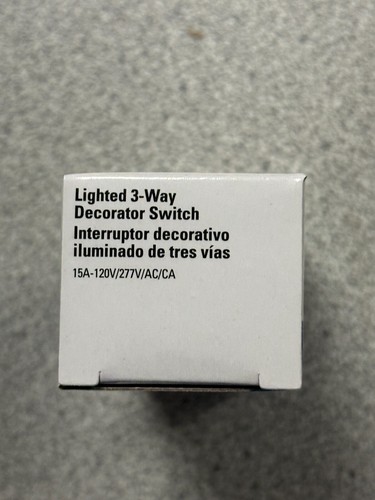 Lighted 3-Way
Decorator Switch
Interruptor decorativo
iluminado de tres vías
15A-120V/277V/AC/CA